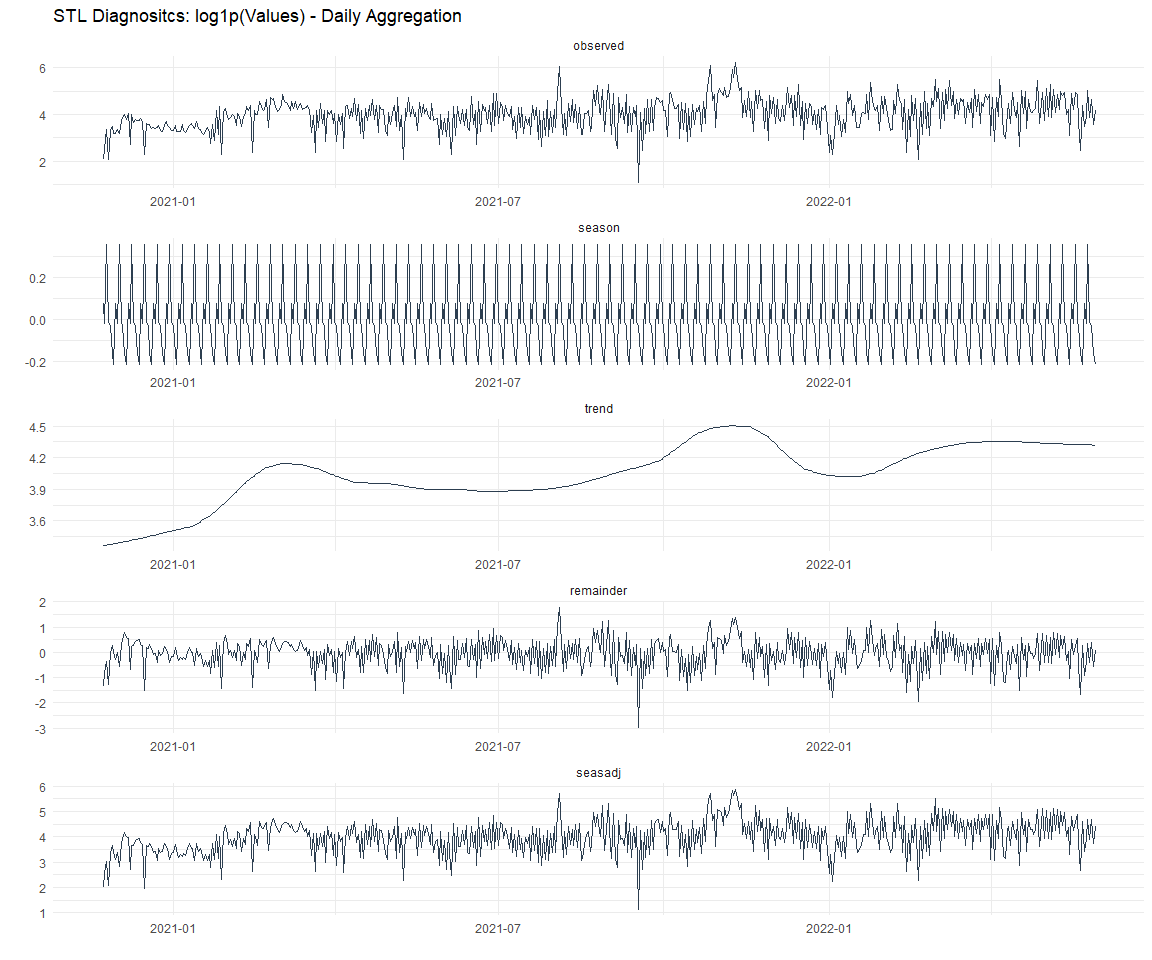 STL Diagnositcs: log1p(Values) - Daily Aggregation
observed
6
4
2
2021-01 2021-07 2022-01
season
0.2
0.0
-0.2
2021-01 2021-07 2022-01
trend
4.5
4.2
3.9
3.6
2021-01 2021-07 2022-01
remainder
2
1
0
-1
-2
-3
2021-01 2021-07 2022-01
seasadj
6
5
4
3
2
1
2021-01 2021-07 2022-01